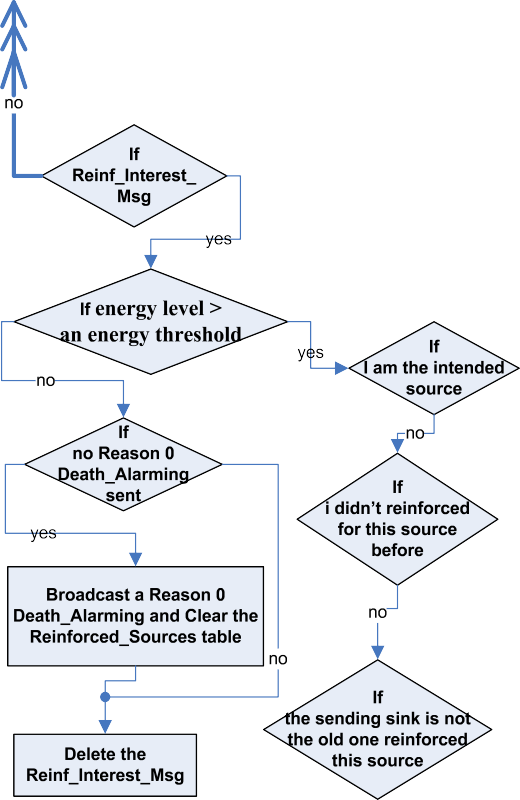 no
If
Reinf_Interest_
Msg
yes
If energy level >
an energy threshold
yes
If
I am the intended
source
no
no
If
no Reason 0
Death_Alarming
sent
If
i didn't reinforced
for this source
before
yes
Broadcast a Reason 0
Death_Alarming and Clear the
Reinforced_Sources table
no
no
If
the sending sink is not
the old one reinforced
this source
Delete the
Reinf_Interest_Msg